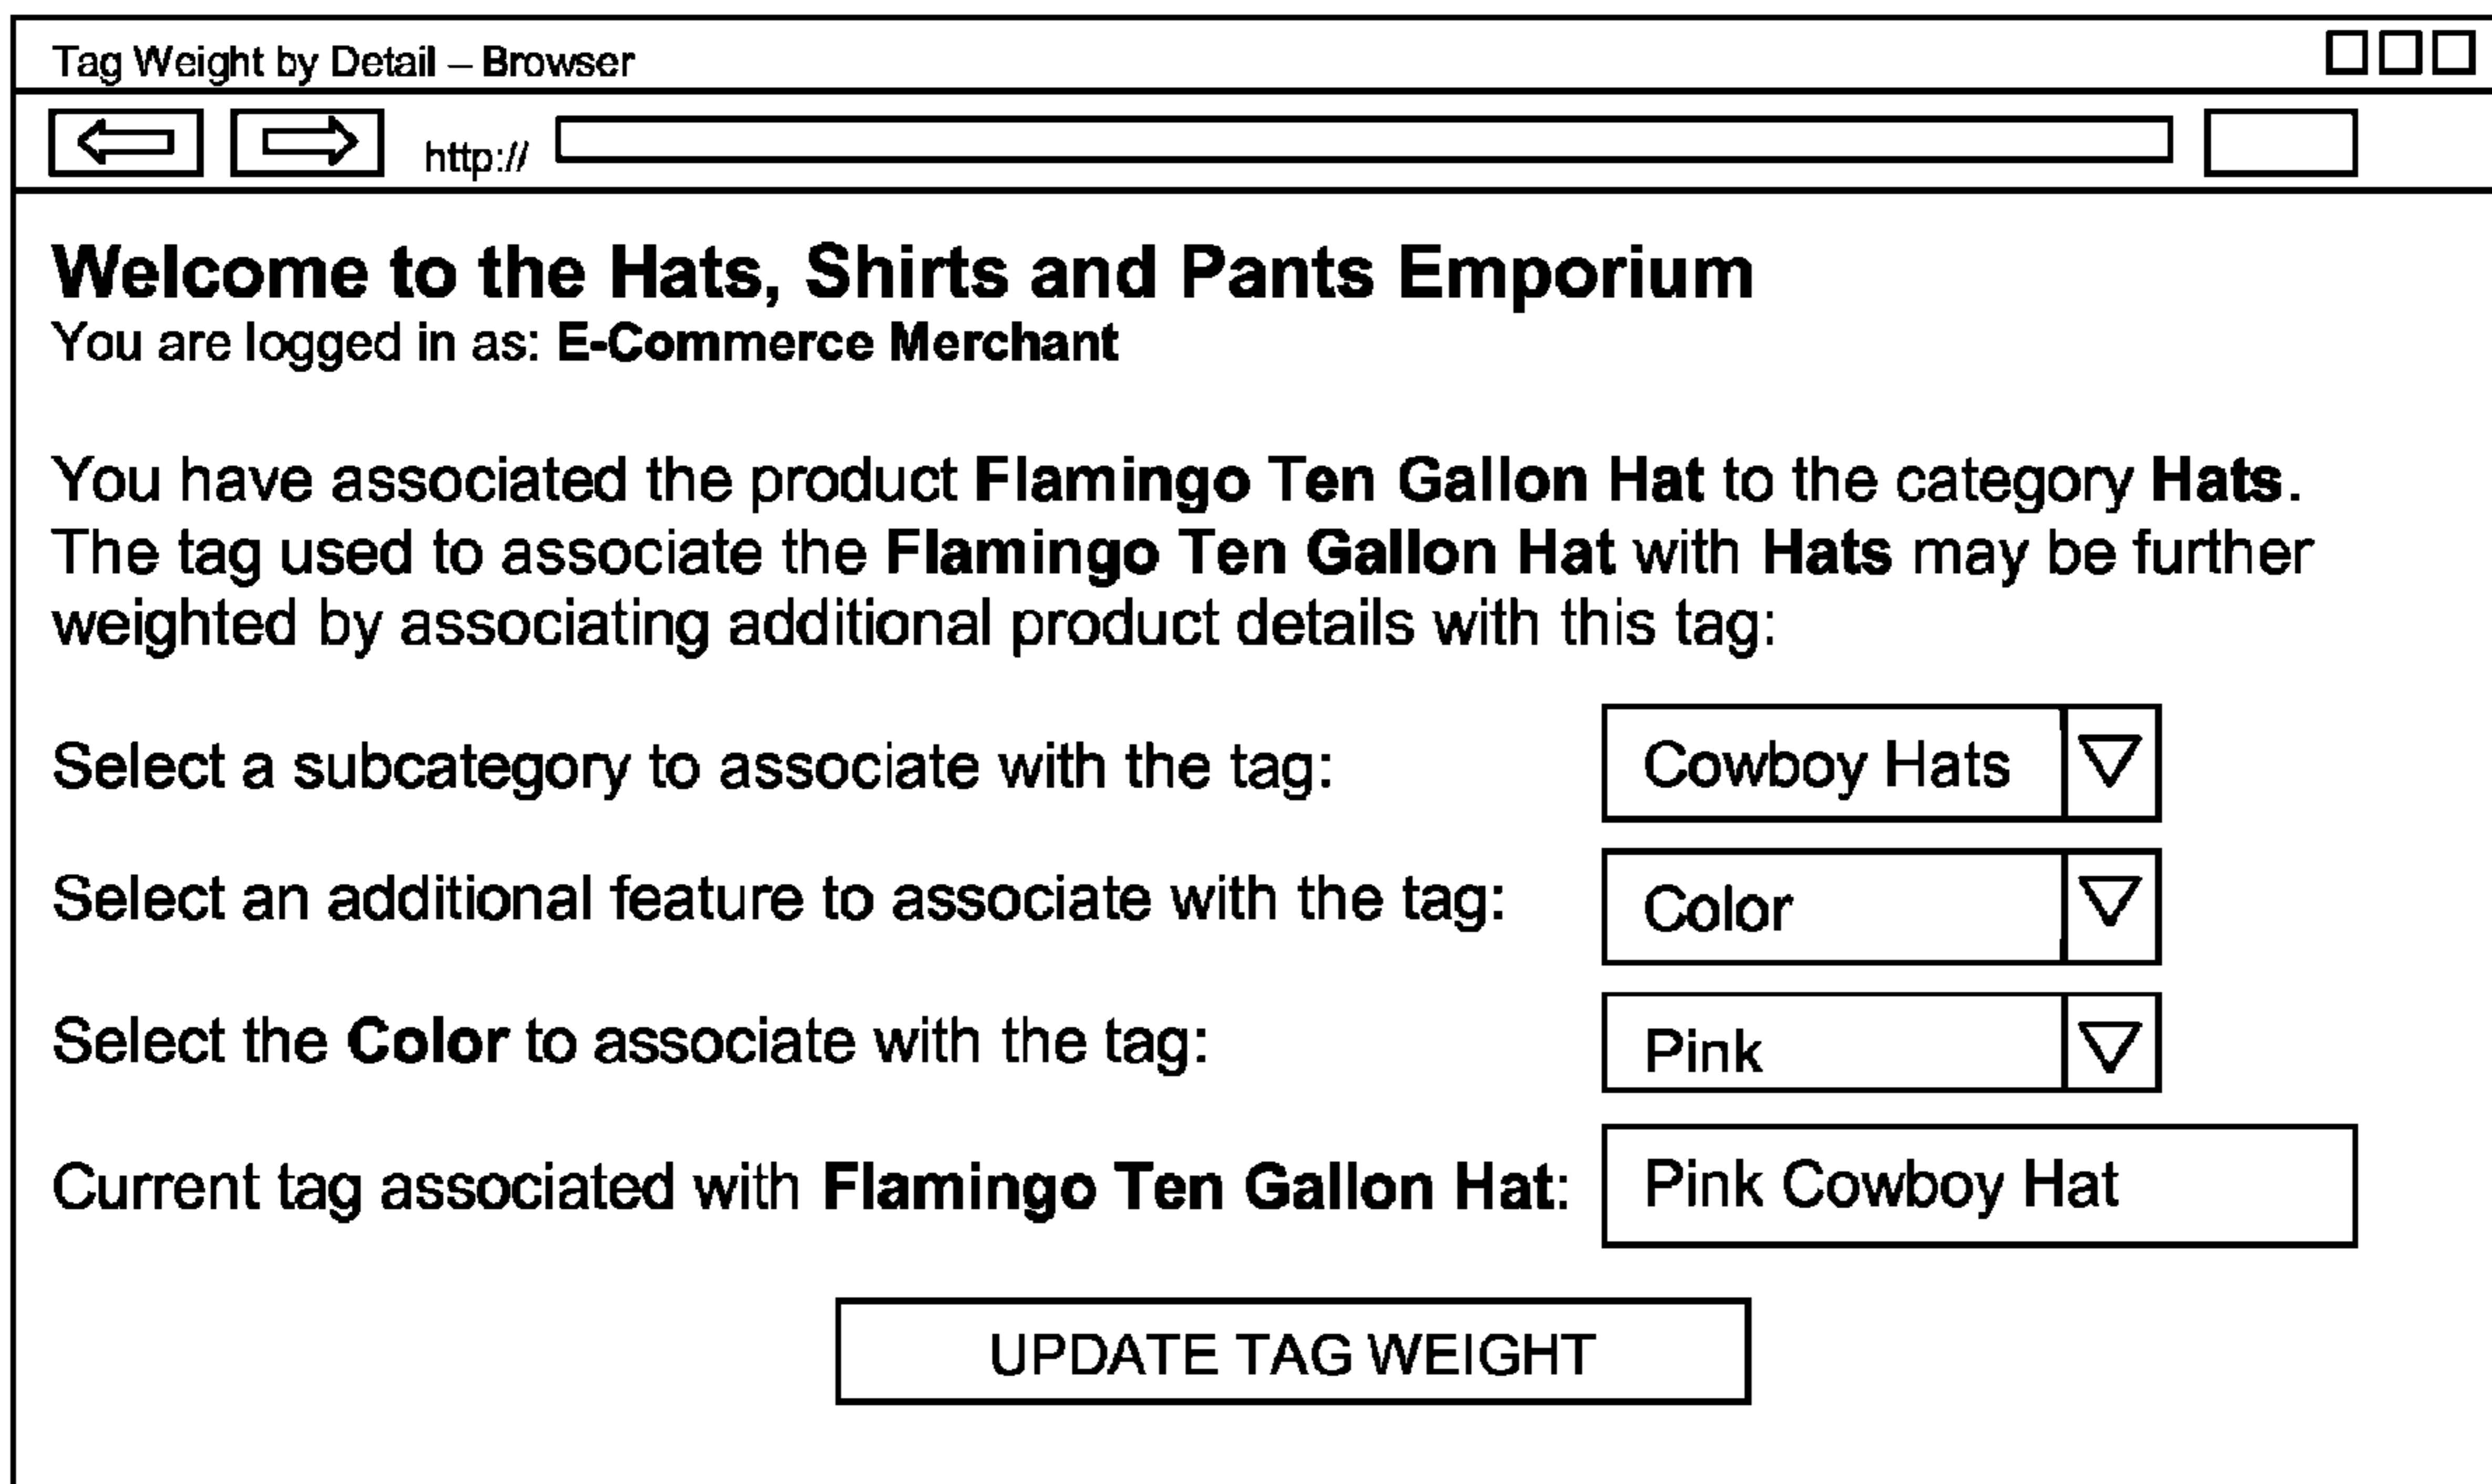 Tag Weight by Detail – Browser
http://
Welcome to the Hats, Shirts and Pants Emporium
You are logged in as: E-Commerce Merchant
You have associated the product Flamingo Ten Gallon Hat to the category Hats.
The tag used to associate the Flamingo Ten Gallon Hat with Hats may be further
weighted by associating additional product details with this tag:
Select a subcategory to associate with the tag: Cowboy Hats
Select an additional feature to associate with the tag: Color
Select the Color to associate with the tag: Pink
Current tag associated with Flamingo Ten Gallon Hat: Pink Cowboy Hat
UPDATE TAG WEIGHT